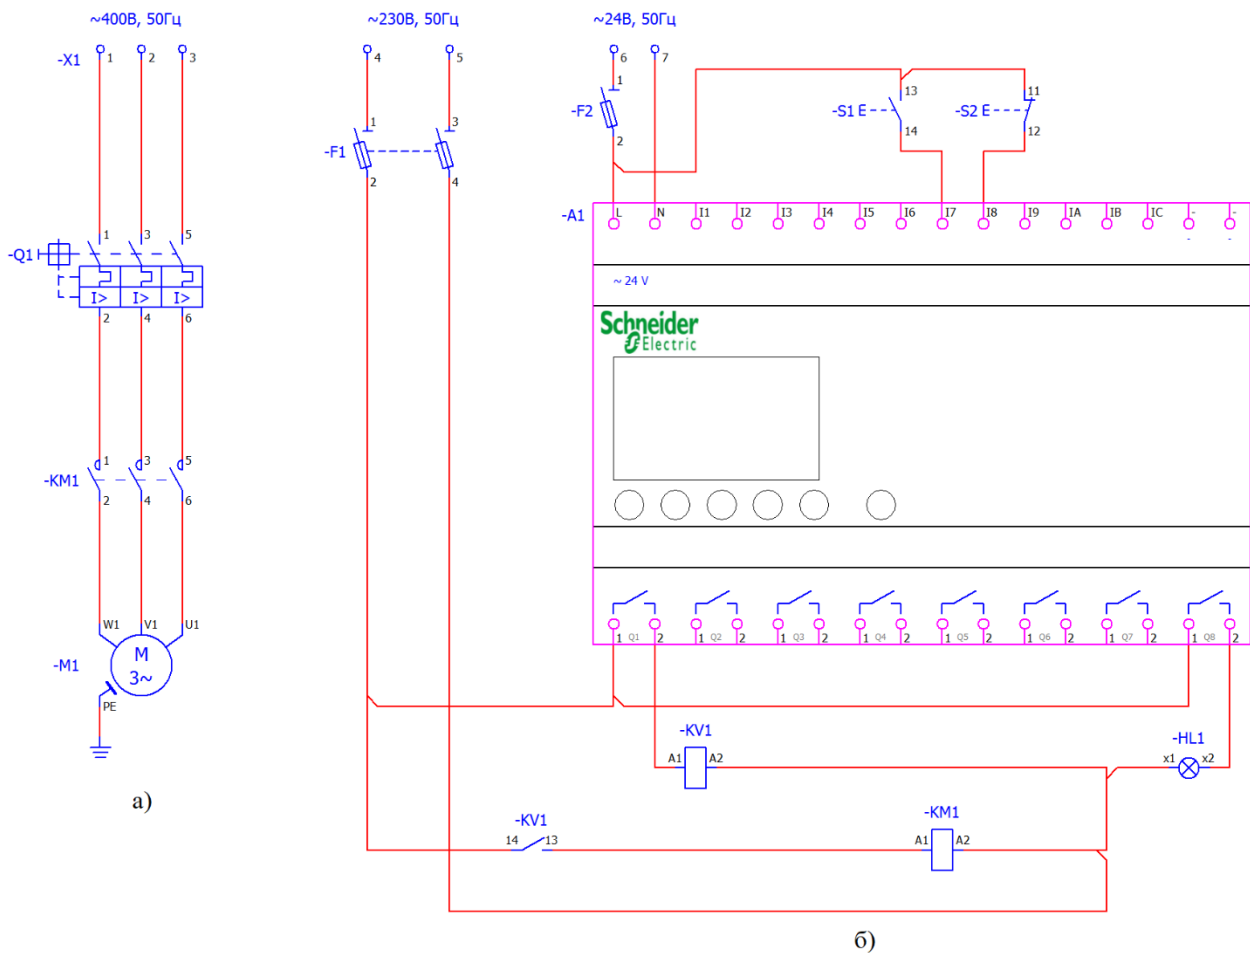 ~400В, 50Гц ~230В, 50Гц ~24В, 50Гц
-X1 1 2 3 4 5 6 7
1
-F2
2
13
-S1 E
14
11
-S2 E
12
1 3
-F1
2 4
-A1 L N I1 I2 I3 I4 I5 I6 I7 I8 I9 IA IB IC - -
- -
1 3 5
-Q1
I> I> I>
2 4 6
~ 24 V
Schneider
Electric
1 3 5
-KM1
2 4 6
W1 V1 U1
-M1
M
3~
PE
1 Q1 2 1 Q2 2 1 Q3 2 1 Q4 2 1 Q5 2 1 Q6 2 1 Q7 2 1 Q8 2
-KV1
A1 A2
-HL1
x1 x2
а)
-KV1
14 13
-KM1
A1 A2
б)